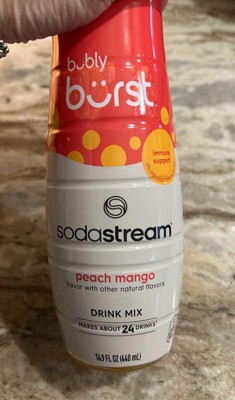 bubly
bürst
immune
support
sodastream
peach mango
flavor with other natural flavors
DRINK MIX
MAKES ABOUT 24 DRINKS
14.9 FL OZ (440 mL)